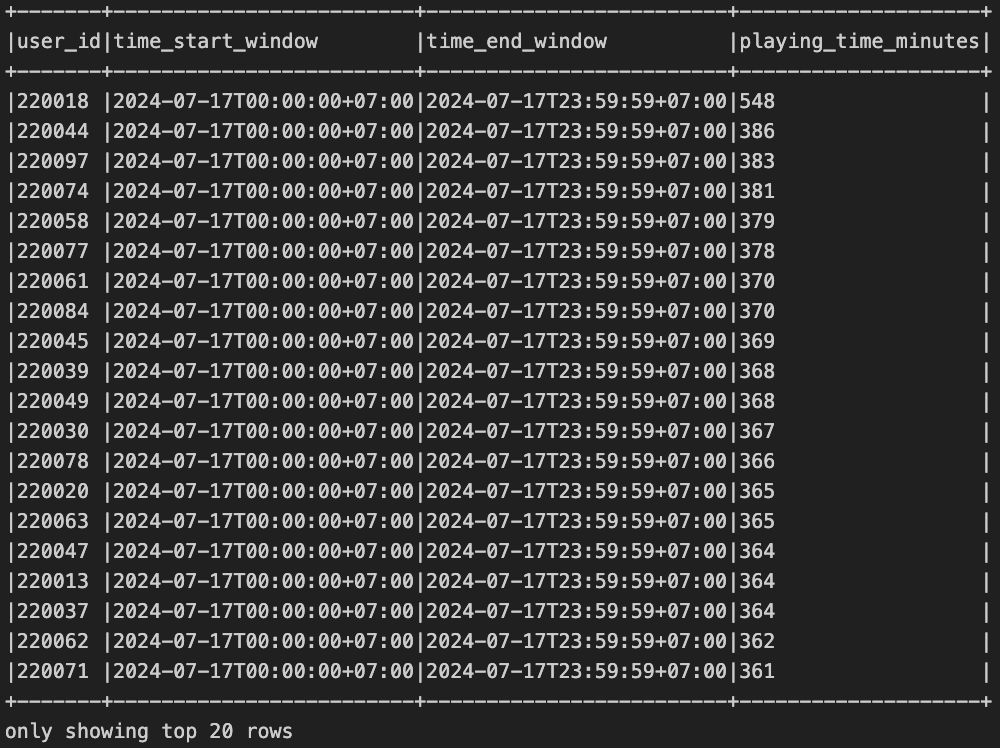 +-------+-------------------------+-------------------------+--------------------+
|user_id|time_start_window        |time_end_window          |playing_time_minutes|
+-------+-------------------------+-------------------------+--------------------+
|220018 |2024-07-17T00:00:00+07:00|2024-07-17T23:59:59+07:00|548                 |
|220044 |2024-07-17T00:00:00+07:00|2024-07-17T23:59:59+07:00|386                 |
|220097 |2024-07-17T00:00:00+07:00|2024-07-17T23:59:59+07:00|383                 |
|220074 |2024-07-17T00:00:00+07:00|2024-07-17T23:59:59+07:00|381                 |
|220058 |2024-07-17T00:00:00+07:00|2024-07-17T23:59:59+07:00|379                 |
|220077 |2024-07-17T00:00:00+07:00|2024-07-17T23:59:59+07:00|378                 |
|220061 |2024-07-17T00:00:00+07:00|2024-07-17T23:59:59+07:00|370                 |
|220084 |2024-07-17T00:00:00+07:00|2024-07-17T23:59:59+07:00|370                 |
|220045 |2024-07-17T00:00:00+07:00|2024-07-17T23:59:59+07:00|369                 |
|220039 |2024-07-17T00:00:00+07:00|2024-07-17T23:59:59+07:00|368                 |
|220049 |2024-07-17T00:00:00+07:00|2024-07-17T23:59:59+07:00|368                 |
|220030 |2024-07-17T00:00:00+07:00|2024-07-17T23:59:59+07:00|367                 |
|220078 |2024-07-17T00:00:00+07:00|2024-07-17T23:59:59+07:00|366                 |
|220020 |2024-07-17T00:00:00+07:00|2024-07-17T23:59:59+07:00|365                 |
|220063 |2024-07-17T00:00:00+07:00|2024-07-17T23:59:59+07:00|365                 |
|220047 |2024-07-17T00:00:00+07:00|2024-07-17T23:59:59+07:00|364                 |
|220013 |2024-07-17T00:00:00+07:00|2024-07-17T23:59:59+07:00|364                 |
|220037 |2024-07-17T00:00:00+07:00|2024-07-17T23:59:59+07:00|364                 |
|220062 |2024-07-17T00:00:00+07:00|2024-07-17T23:59:59+07:00|362                 |
|220071 |2024-07-17T00:00:00+07:00|2024-07-17T23:59:59+07:00|361                 |
+-------+-------------------------+-------------------------+--------------------+
only showing top 20 rows